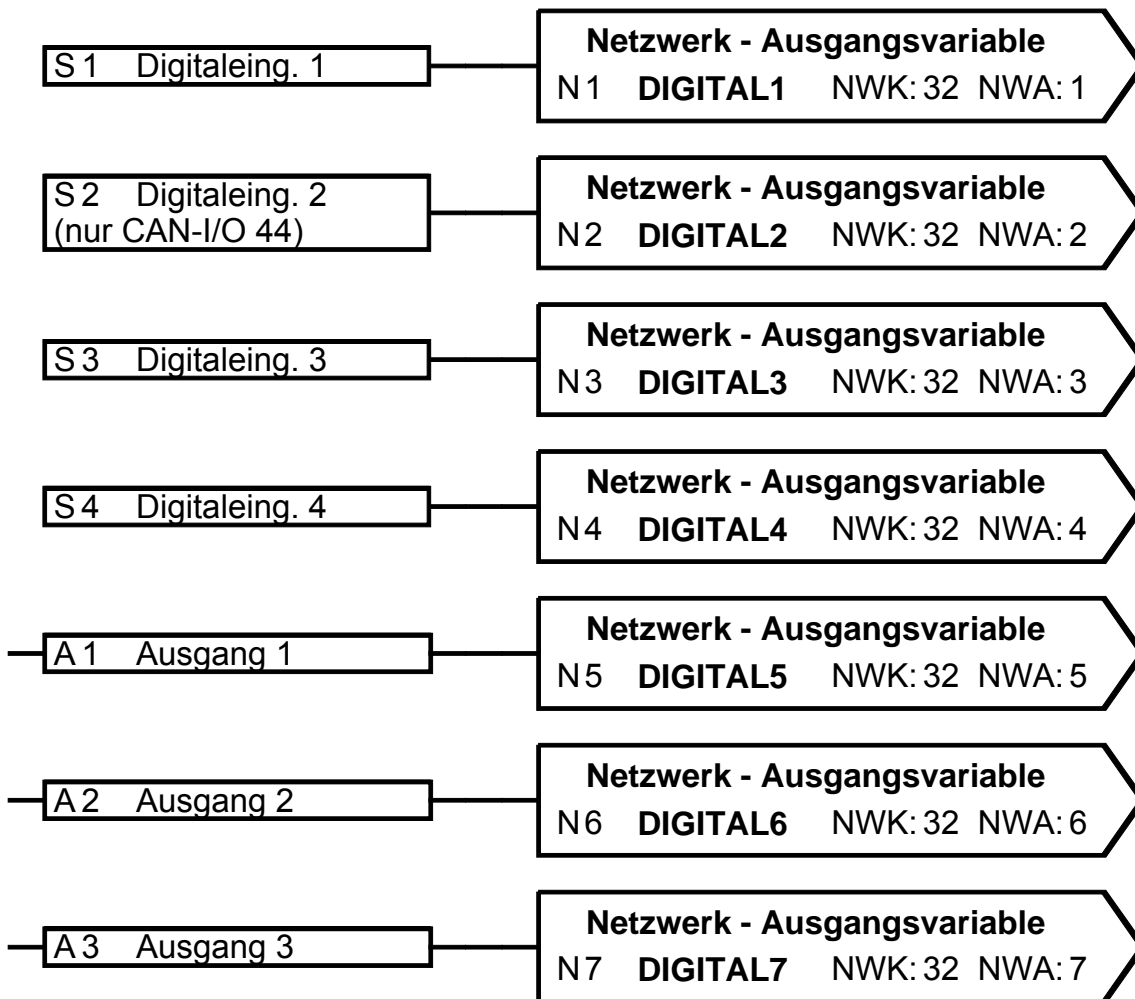 Netzwerk - Ausgangsvariable
S 1 Digitaleing. 1
N 1 DIGITAL1 NWK: 32 NWA: 1
Netzwerk - Ausgangsvariable
S 2 Digitaleing. 2
(nur CAN-I/O 44)
N 2 DIGITAL2 NWK: 32 NWA: 2
Netzwerk - Ausgangsvariable
S 3 Digitaleing. 3
N 3 DIGITAL3 NWK: 32 NWA: 3
Netzwerk - Ausgangsvariable
S 4 Digitaleing. 4
N 4 DIGITAL4 NWK: 32 NWA: 4
Netzwerk - Ausgangsvariable
A 1 Ausgang 1
N 5 DIGITAL5 NWK: 32 NWA: 5
Netzwerk - Ausgangsvariable
A 2 Ausgang 2
N 6 DIGITAL6 NWK: 32 NWA: 6
Netzwerk - Ausgangsvariable
A 3 Ausgang 3
N 7 DIGITAL7 NWK: 32 NWA: 7